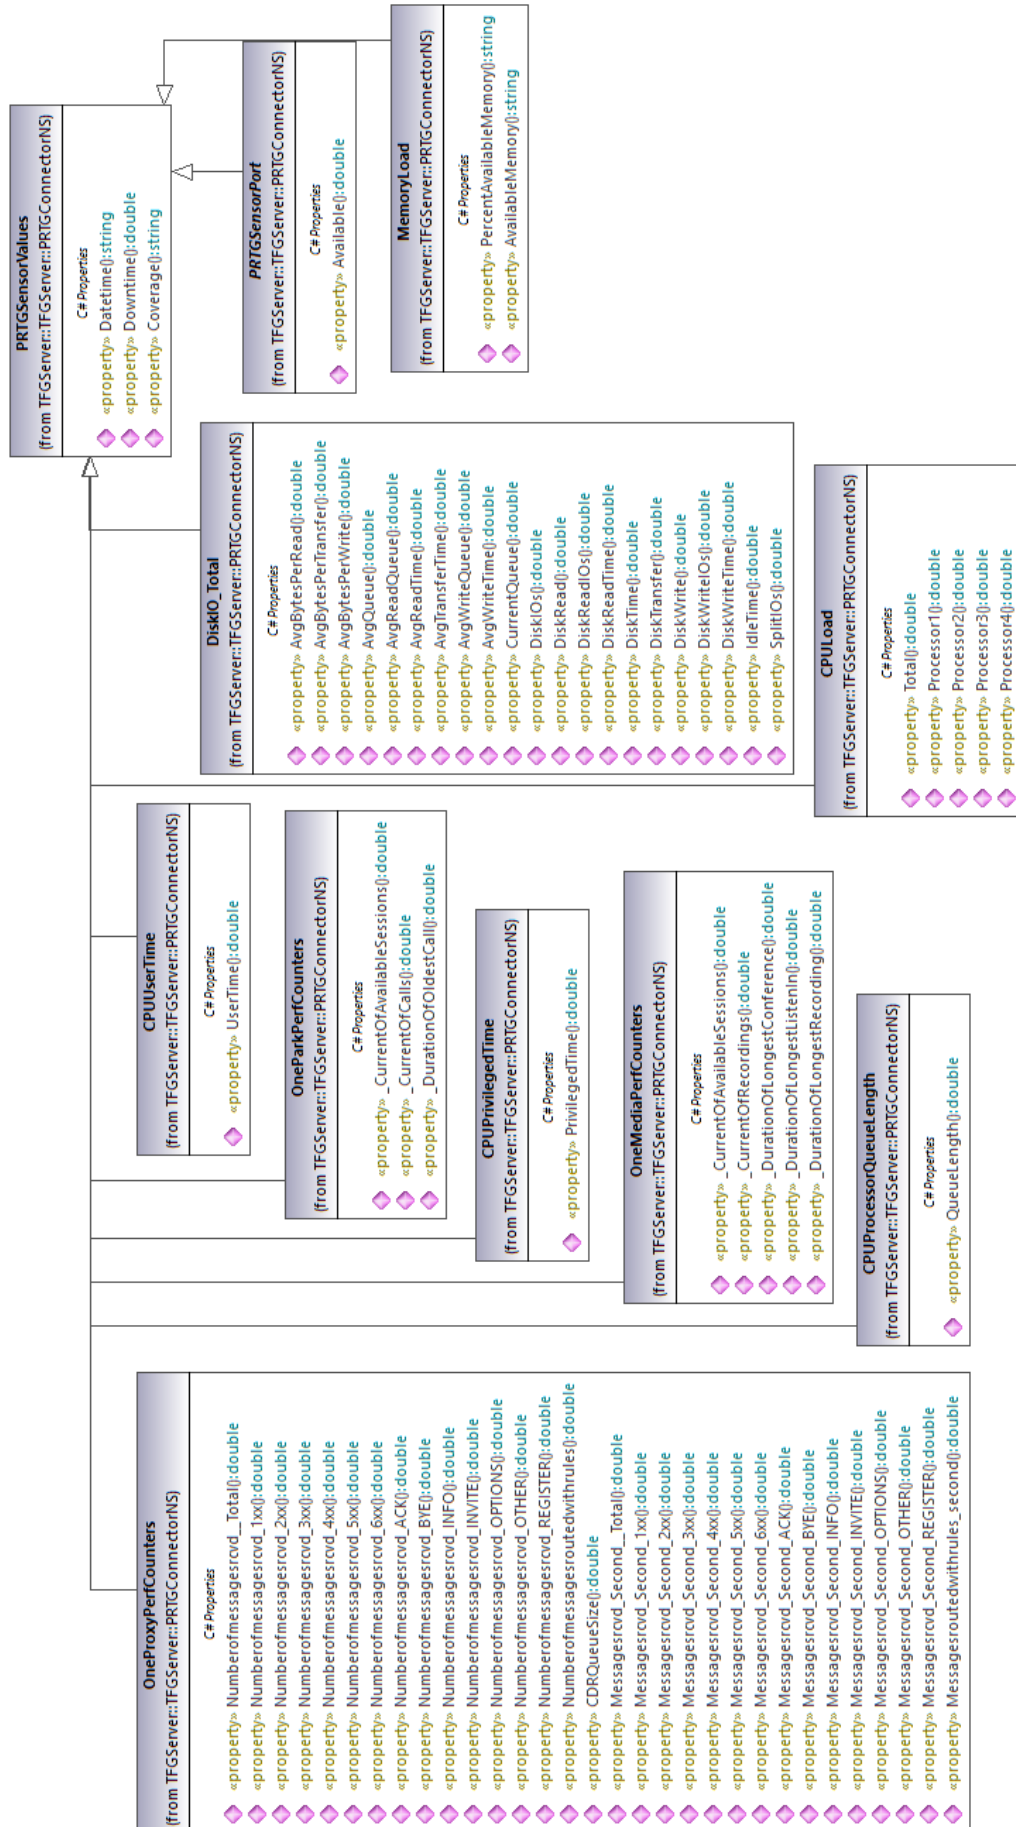 PRTGSensorValues
(from TFGServer::TFGServer::PRTGConnectorNS)
C# Properties
«property» Datetime():string
«property» Downtime():double
«property» Coverage():string
PRTGSensorPort
(from TFGServer::TFGServer::PRTGConnectorNS)
C# Properties
«property» Available():double
MemoryLoad
(from TFGServer::TFGServer::PRTGConnectorNS)
C# Properties
«property» PercentAvailableMemory():string
«property» AvailableMemory():string
DiskIO_Total
(from TFGServer::TFGServer::PRTGConnectorNS)
C# Properties
«property» AvgBytesPerRead():double
«property» AvgBytesPerTransfer():double
«property» AvgBytesPerWrite():double
«property» AvgQueue():double
«property» AvgReadQueue():double
«property» AvgReadTime():double
«property» AvgTransferTime():double
«property» AvgWriteQueue():double
«property» AvgWriteTime():double
«property» CurrentQueue():double
«property» DiskIOs():double
«property» DiskRead():double
«property» DiskReadIOs():double
«property» DiskReadTime():double
«property» DiskTime():double
«property» DiskTransfer():double
«property» DiskWrite():double
«property» DiskWriteIOs():double
«property» DiskWriteTime():double
«property» IdleTime():double
«property» SplitIOs():double
CPULoad
(from TFGServer::TFGServer::PRTGConnectorNS)
C# Properties
«property» Total():double
«property» Processor1():double
«property» Processor2():double
«property» Processor3():double
«property» Processor4():double
CPUUserTime
(from TFGServer::TFGServer::PRTGConnectorNS)
C# Properties
«property» UserTime():double
OneParkPerfCounters
(from TFGServer::TFGServer::PRTGConnectorNS)
C# Properties
«property» _CurrentOfAvailableSessions():double
«property» _CurrentOfCalls():double
«property» _DurationOfOldestCall():double
CPUPrivilegedTime
(from TFGServer::TFGServer::PRTGConnectorNS)
C# Properties
«property» PrivilegedTime():double
OneMediaPerfCounters
(from TFGServer::TFGServer::PRTGConnectorNS)
C# Properties
«property» _CurrentOfAvailableSessions():double
«property» _CurrentOfRecordings():double
«property» _DurationOfLongestConference():double
«property» _DurationOfLongestListenIn():double
«property» _DurationOfLongestRecording():double
CPUProcessorQueueLength
(from TFGServer::TFGServer::PRTGConnectorNS)
C# Properties
«property» QueueLength():double
OneProxyPerfCounters
(from TFGServer::TFGServer::PRTGConnectorNS)
C# Properties
«property» Numberofmessagesrcvd__Total():double
«property» Numberofmessagesrcvd_1xx():double
«property» Numberofmessagesrcvd_2xx():double
«property» Numberofmessagesrcvd_3xx():double
«property» Numberofmessagesrcvd_4xx():double
«property» Numberofmessagesrcvd_5xx():double
«property» Numberofmessagesrcvd_6xx():double
«property» Numberofmessagesrcvd_ACK():double
«property» Numberofmessagesrcvd_BYE():double
«property» Numberofmessagesrcvd_INFO():double
«property» Numberofmessagesrcvd_INVITE():double
«property» Numberofmessagesrcvd_OPTIONS():double
«property» Numberofmessagesrcvd_OTHER():double
«property» Numberofmessagesrcvd_REGISTER():double
«property» Numberofmessagesroutedwithrules():double
«property» CDRQueueSize():double
«property» Messagesrcvd_Second__Total():double
«property» Messagesrcvd_Second_1xx():double
«property» Messagesrcvd_Second_2xx():double
«property» Messagesrcvd_Second_3xx():double
«property» Messagesrcvd_Second_4xx():double
«property» Messagesrcvd_Second_5xx():double
«property» Messagesrcvd_Second_6xx():double
«property» Messagesrcvd_Second_ACK():double
«property» Messagesrcvd_Second_BYE():double
«property» Messagesrcvd_Second_INFO():double
«property» Messagesrcvd_Second_INVITE():double
«property» Messagesrcvd_Second_OPTIONS():double
«property» Messagesrcvd_Second_OTHER():double
«property» Messagesrcvd_Second_REGISTER():double
«property» Messagesroutedwithrules_second():double